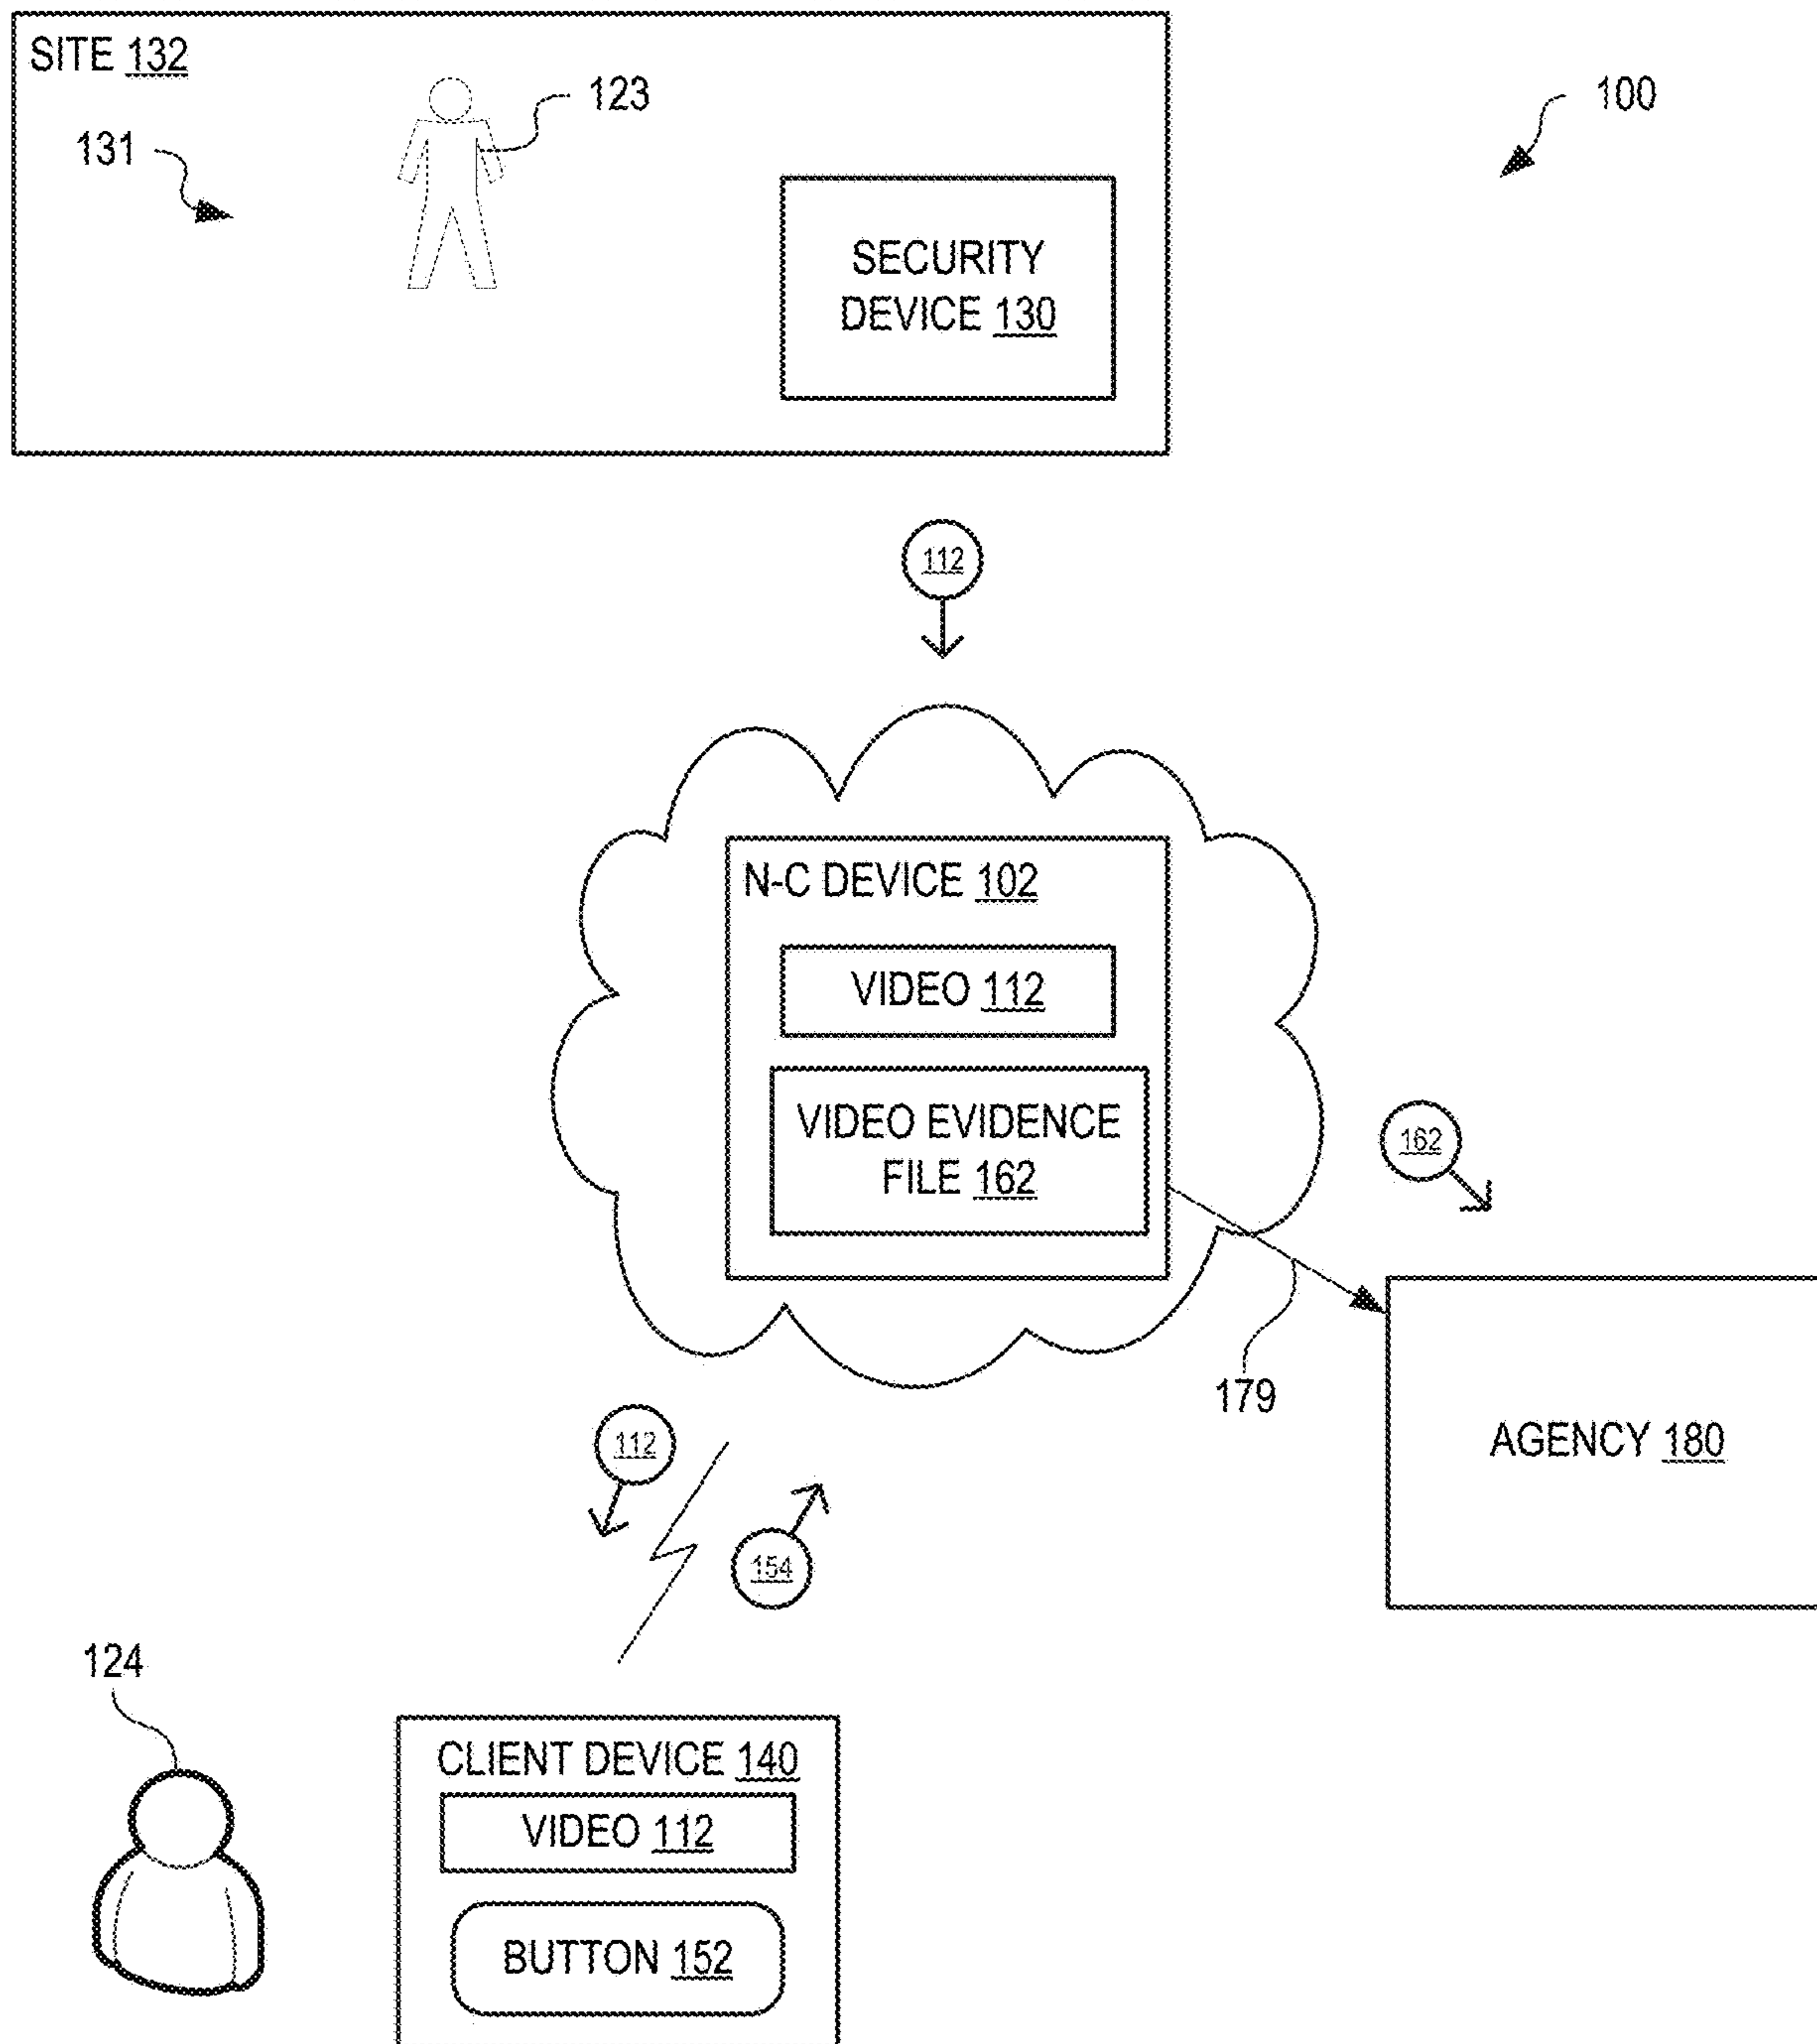 SITE 132
123
100
131
SECURITY
DEVICE 130
112
N-C DEVICE 102
VIDEO 112
VIDEO EVIDENCE
FILE 162
162
179
AGENCY 180
112
154
124
CLIENT DEVICE 140
VIDEO 112
BUTTON 152